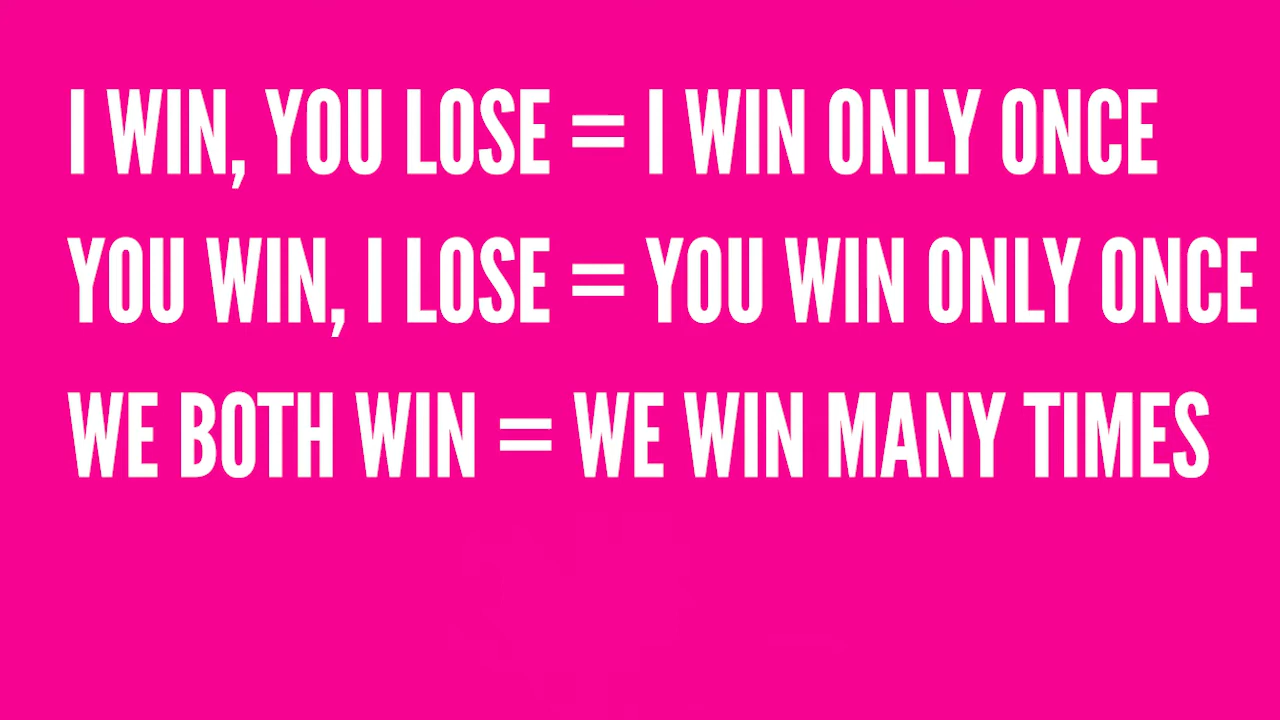 I WIN, YOU LOSE = I WIN ONLY ONCE
YOU WIN, I LOSE = YOU WIN ONLY ONCE
WE BOTH WIN = WE WIN MANY TIMES